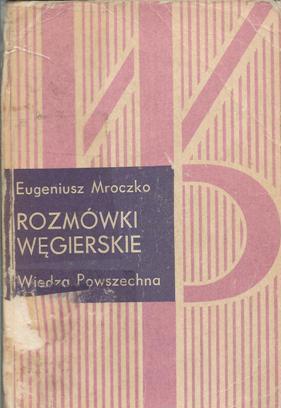 Eugeniusz Mroczko
ROZMÓWKI
WĘGIERSKIE
Wiedza Powszechna